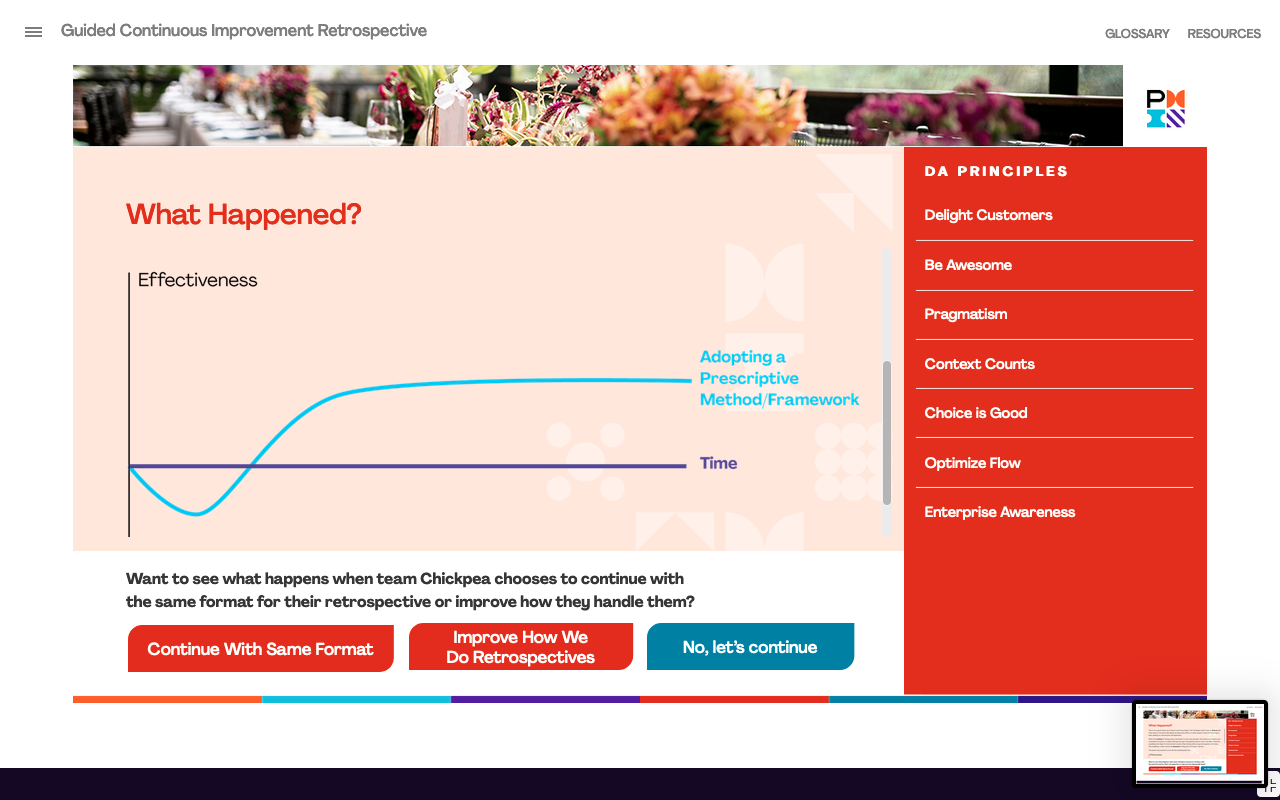 Guided Continuous Improvement Retrospective
GLOSSARY
RESOURCES
What Happened?
Effectiveness
Adopting a
Prescriptive
Method/Framework
Time
DA PRINCIPLES
Delight Customers
Be Awesome
Pragmatism
Context Counts
Choice is Good
Optimize Flow
Enterprise Awareness
Want to see what happens when team Chickpea chooses to continue with
the same format for their retrospective or improve how they handle them?
Continue With Same Format
Improve How We
Do Retrospectives
No, let's continue